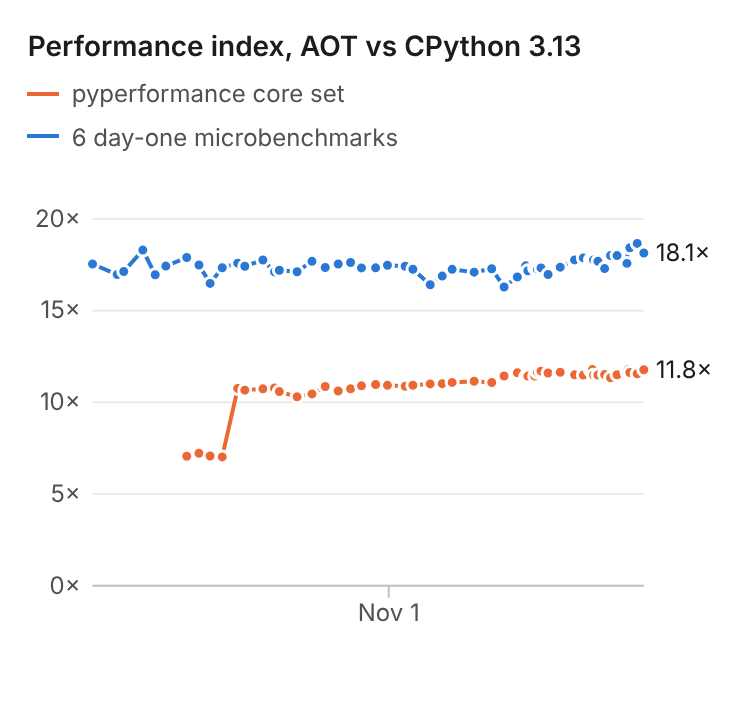 Performance index, AOT vs CPython 3.13
pyperformance core set
6 day-one microbenchmarks
20×
18.1×
15×
11.8×
10×
5×
0×
Nov 1